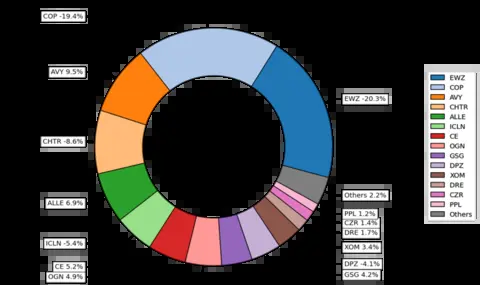 COP -19.4%
AVY 9.5%
CHTR -8.6%
ALLE 6.9%
ICLN -5.4%
CE 5.2%
OGN 4.9%
EWZ -20.3%
Others 2.2%
PPL 1.2%
CZR 1.4%
DRE 1.7%
XOM 3.4%
DPZ -4.1%
GSG 4.2%
EWZ
COP
AVY
CHTR
ALLE
ICLN
CE
OGN
GSG
DPZ
XOM
DRE
CZR
PPL
Others